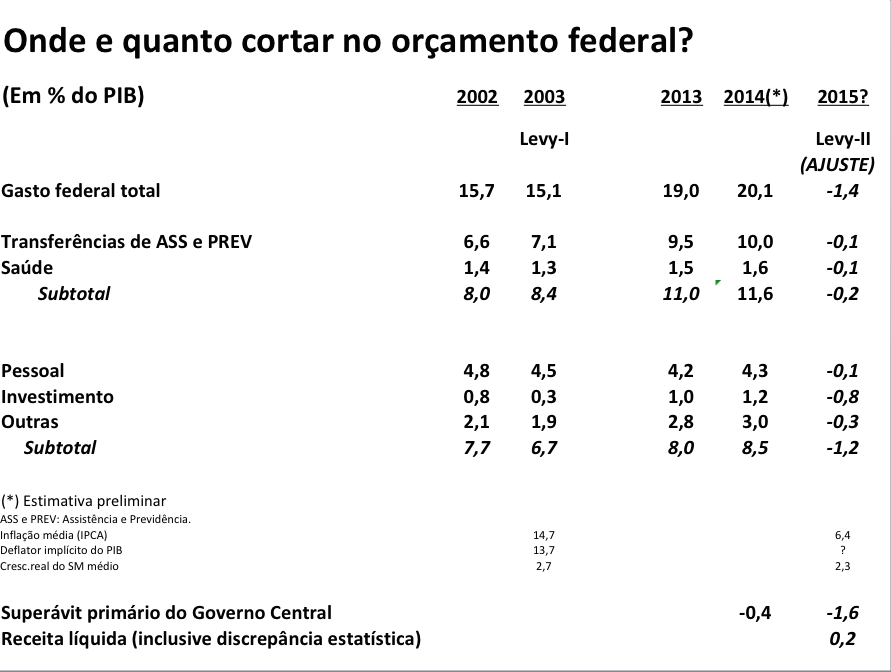 Onde e quanto cortar no orçamento federal?
(Em % do PIB) 2002 2003 2013 2014(*) 2015?
Levy-I Levy-II
(AJUSTE)
Gasto federal total 15,7 15,1 19,0 20,1 -1,4
Transferências de ASS e PREV 6,6 7,1 9,5 10,0 -0,1
Saúde 1,4 1,3 1,5 1,6 -0,1
Subtotal 8,0 8,4 11,0 11,6 -0,2
Pessoal 4,8 4,5 4,2 4,3 -0,1
Investimento 0,8 0,3 1,0 1,2 -0,8
Outras 2,1 1,9 2,8 3,0 -0,3
Subtotal 7,7 6,7 8,0 8,5 -1,2
(*) Estimativa preliminar
ASS e PREV: Assistência e Previdência.
Inflação média (IPCA) 14,7 6,4
Deflator implícito do PIB 13,7 ?
Cresc.real do SM médio 2,7 2,3
Superávit primário do Governo Central -0,4 -1,6
Receita líquida (inclusive discrepância estatística) 0,2